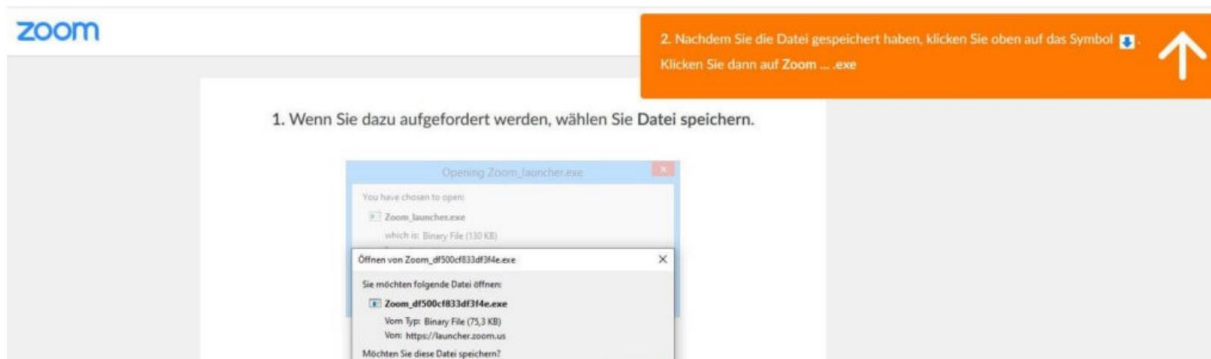 zoom
2. Nachdem Sie die Datei gespeichert haben, klicken Sie oben auf das Symbol .
Klicken Sie dann auf Zoom ... .exe
1. Wenn Sie dazu aufgefordert werden, wählen Sie Datei speichern.
Opening Zoom_launcher.exe
You have chosen to open:
Zoom_launcher.exe
which is: Binary File (130 KB)
Öffnen von Zoom_df500cf833df3f4e.exe
Sie möchten folgende Datei öffnen:
Zoom_df500cf833df3f4e.exe
Vom Typ: Binary File (75,3 KB)
Von: https://launcher.zoom.us
Möchten Sie diese Datei speichern?